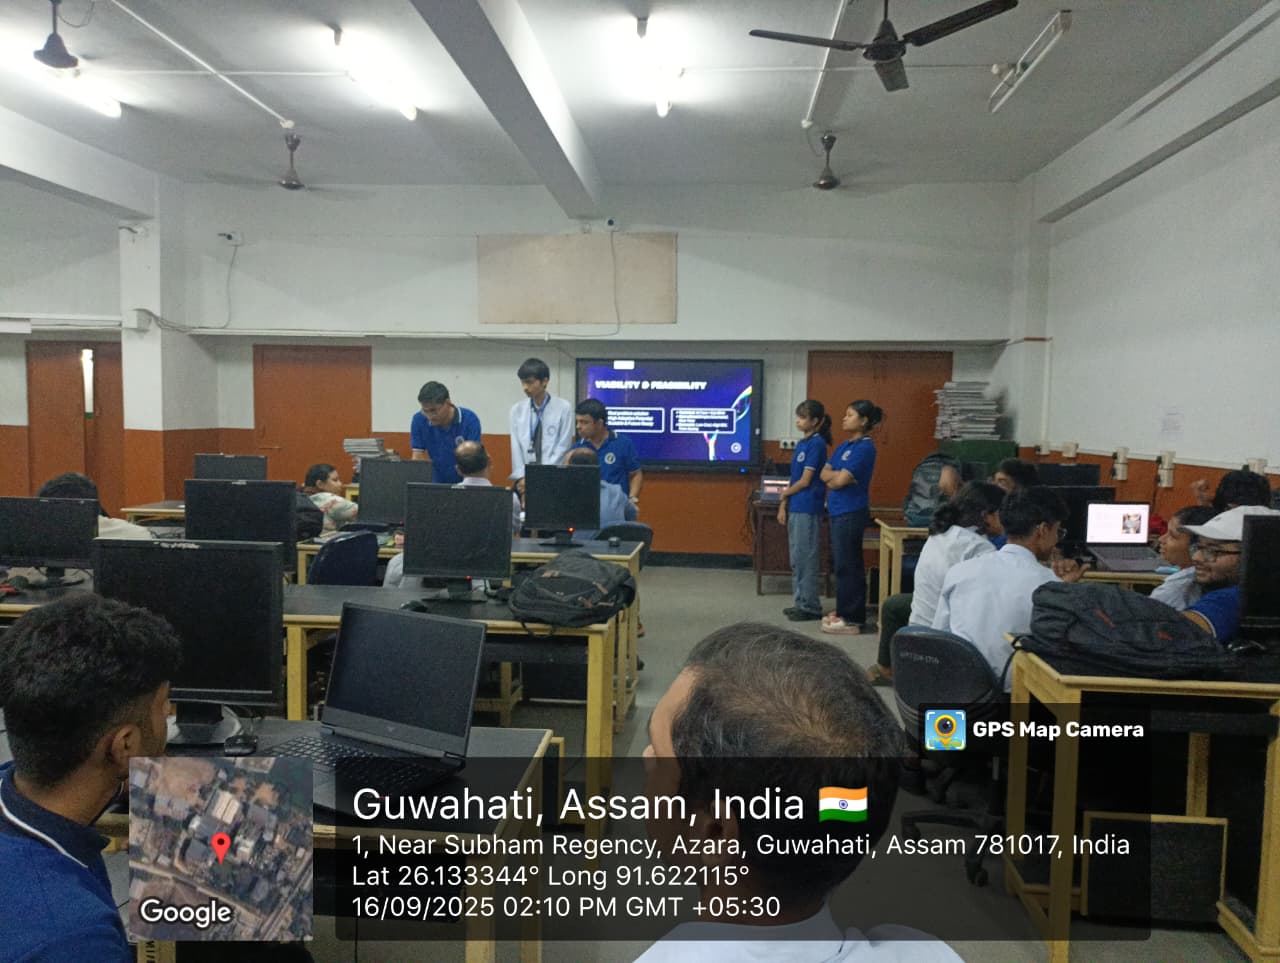 VIABILITY & FEASIBILITY
GPS Map Camera
Guwahati, Assam, India
1, Near Subham Regency, Azara, Guwahati, Assam 781017, India
Lat 26.133344° Long 91.622115°
16/09/2025 02:10 PM GMT +05:30
Google